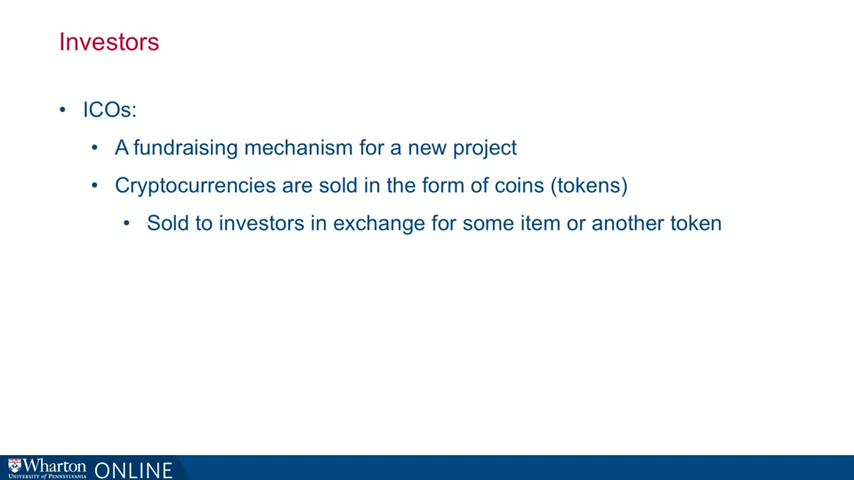 Investors
• ICOs:
• A fundraising mechanism for a new project
• Cryptocurrencies are sold in the form of coins (tokens)
• Sold to investors in exchange for some item or another token
Wharton ONLINE
UNIVERSITY of PENNSYLVANIA